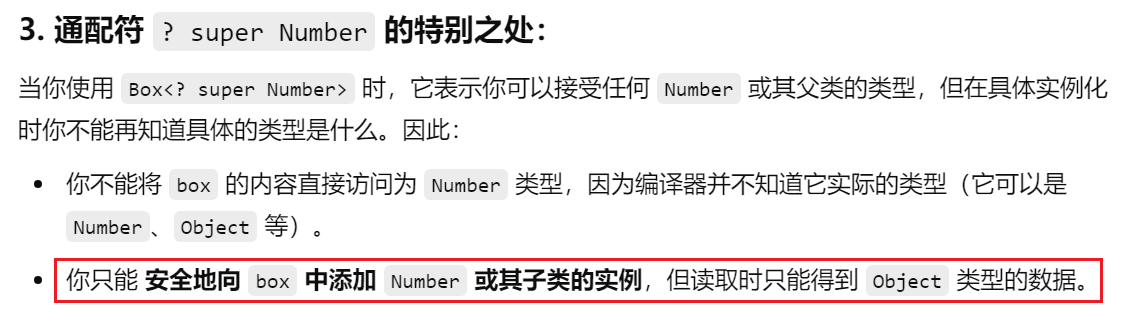 3. 通配符 ? super Number 的特别之处：
当你使用 Box<? super Number> 时，它表示你可以接受任何 Number 或其父类的类型，但在具体实例化
时你不能再知道具体的类型是什么。因此：
• 你不能将 box 的内容直接访问为 Number 类型，因为编译器并不知道它实际的类型（它可以是
Number、Object 等）。
• 你只能 安全地向 box 中添加 Number 或其子类的实例，但读取时只能得到 Object 类型的数据。